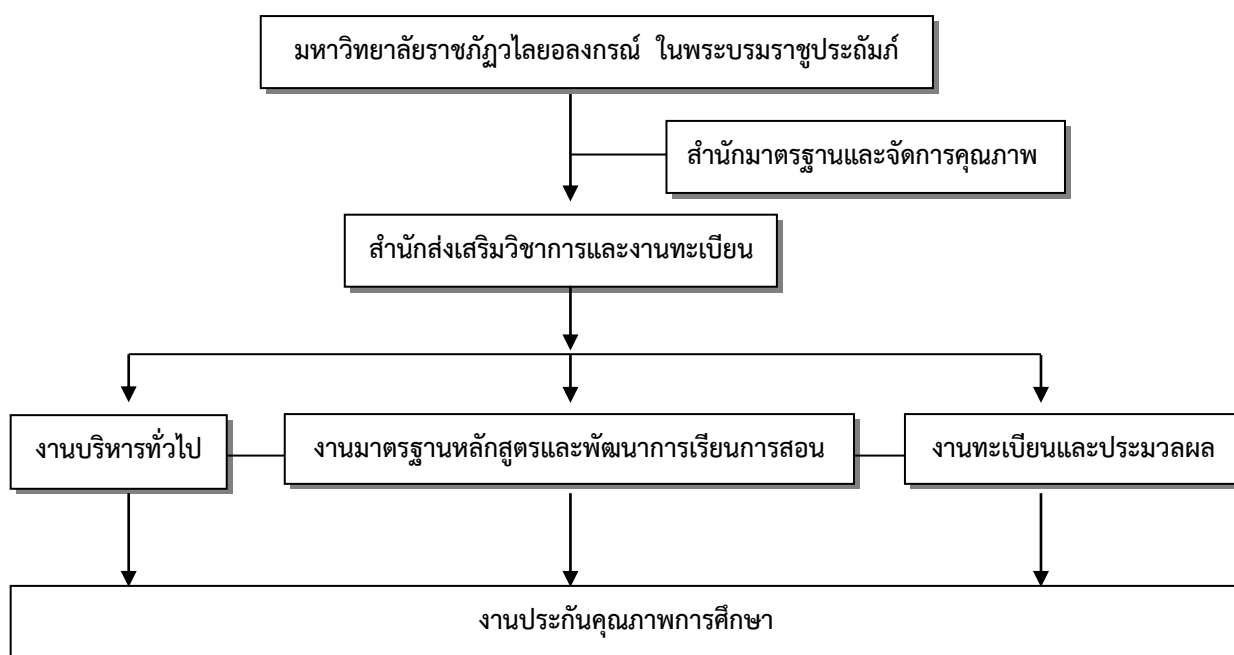 มหาวิทยาลัยราชภัฏวไลยอลงกรณ์ ในพระบรมราชูประถัมภ์
สำนักมาตรฐานและจัดการคุณภาพ
สำนักส่งเสริมวิชาการและงานทะเบียน
งานบริหารทั่วไป
งานมาตรฐานหลักสูตรและพัฒนาการเรียนการสอน
งานทะเบียนและประมวลผล
งานประกันคุณภาพการศึกษา